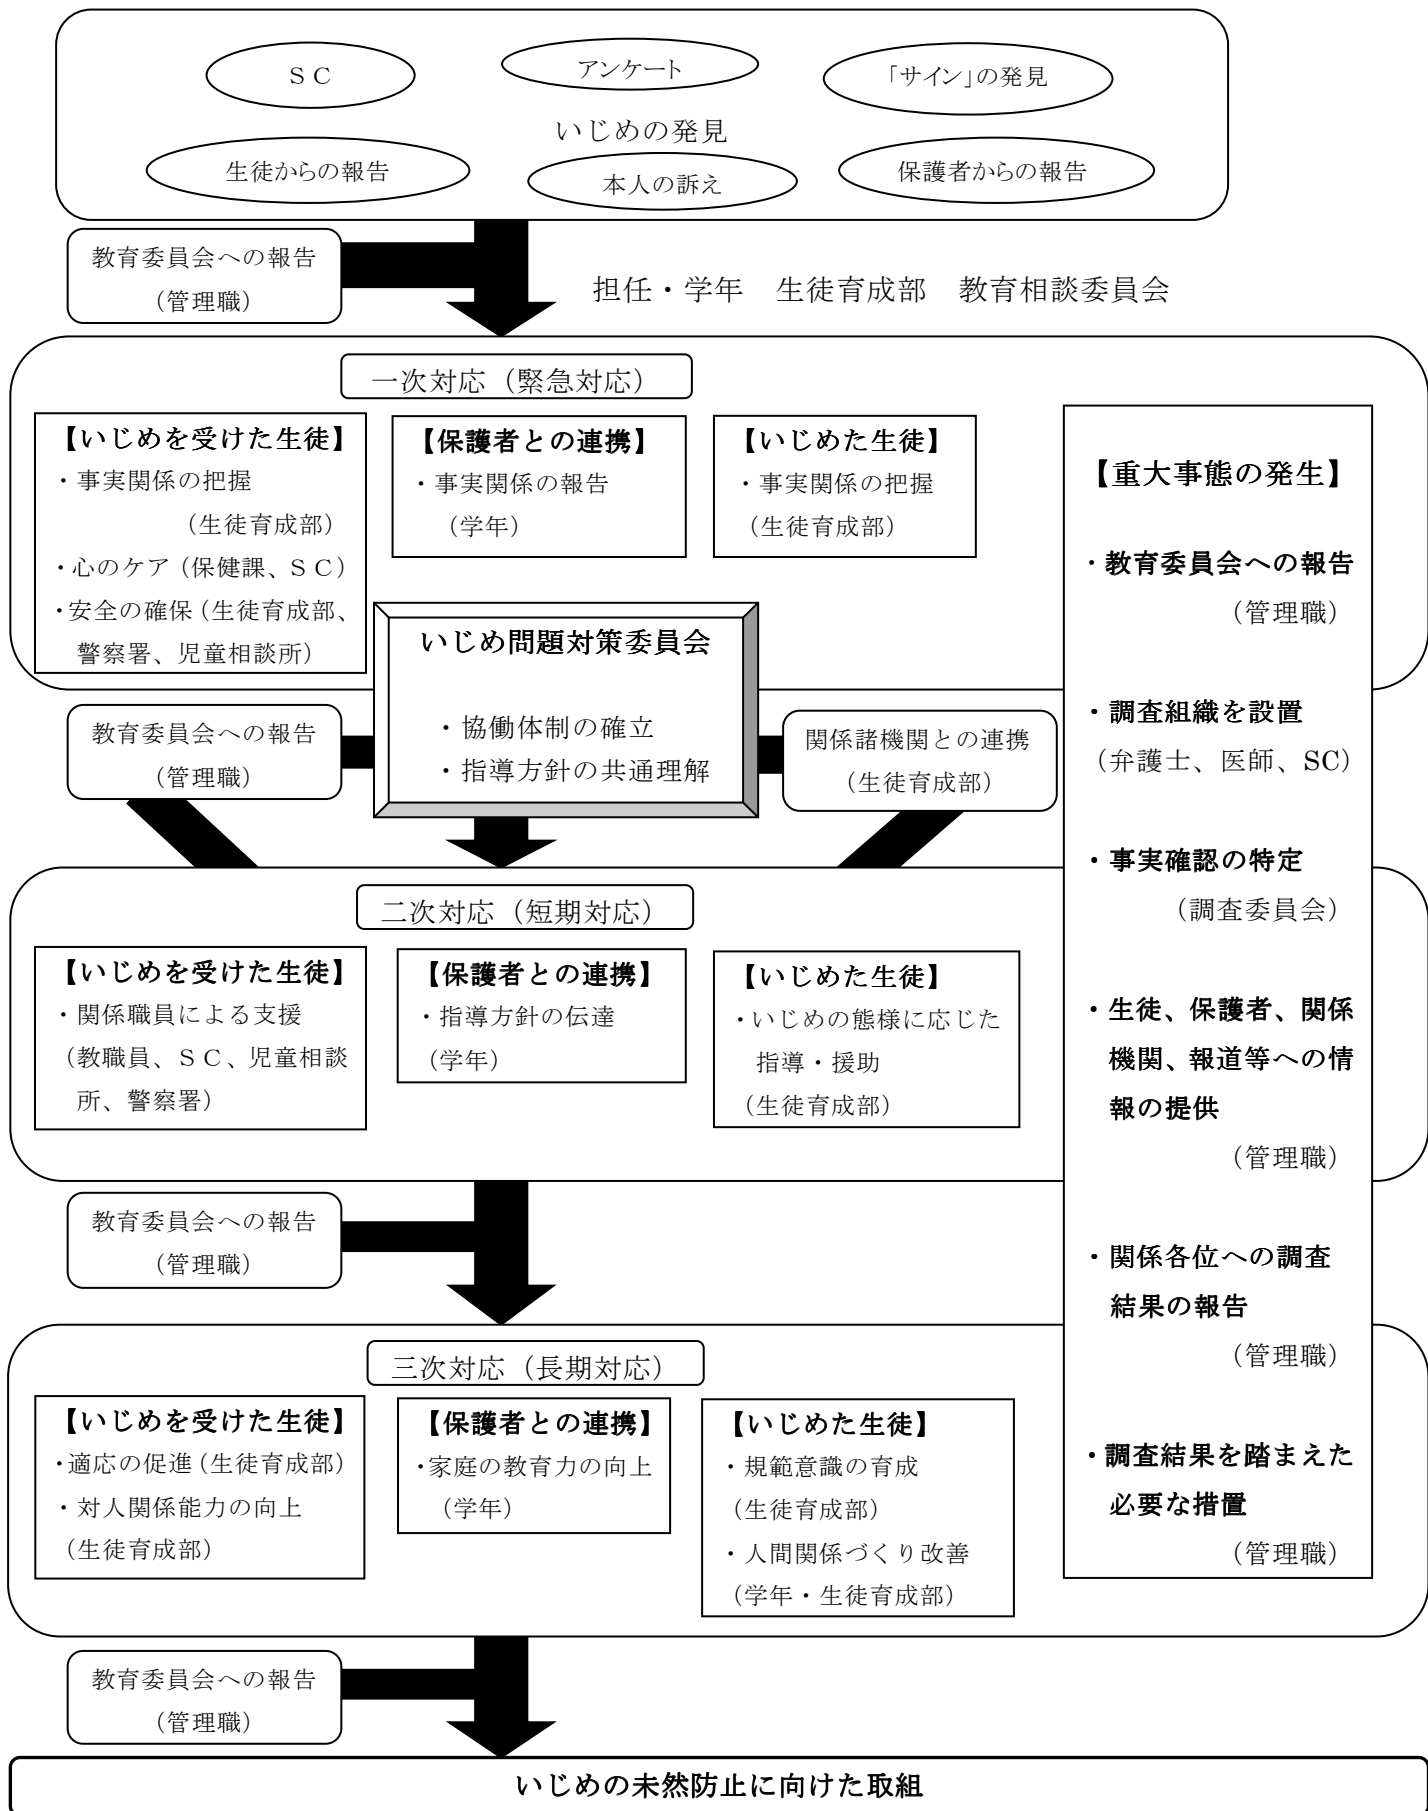 ＳＣ
アンケート
「サイン」の発見
いじめの発見
生徒からの報告
本人の訴え
保護者からの報告
教育委員会への報告
（管理職）
担任・学年　生徒育成部　教育相談委員会
一次対応（緊急対応）
【いじめを受けた生徒】
・事実関係の把握
（生徒育成部）
・心のケア（保健課、ＳＣ）
・安全の確保（生徒育成部、
警察署、児童相談所）
【保護者との連携】
・事実関係の報告
（学年）
【いじめた生徒】
・事実関係の把握
（生徒育成部）
いじめ問題対策委員会
・協働体制の確立
・指導方針の共通理解
教育委員会への報告
（管理職）
関係諸機関との連携
（生徒育成部）
二次対応（短期対応）
【いじめを受けた生徒】
・関係職員による支援
（教職員、ＳＣ、児童相談
所、警察署）
【保護者との連携】
・指導方針の伝達
（学年）
【いじめた生徒】
・いじめの態様に応じた
指導・援助
（生徒育成部）
教育委員会への報告
（管理職）
三次対応（長期対応）
【いじめを受けた生徒】
・適応の促進（生徒育成部）
・対人関係能力の向上
（生徒育成部）
【保護者との連携】
・家庭の教育力の向上
（学年）
【いじめた生徒】
・規範意識の育成
（生徒育成部）
・人間関係づくり改善
（学年・生徒育成部）
【重大事態の発生】
・教育委員会への報告
（管理職）
・調査組織を設置
（弁護士、医師、SC）
・事実確認の特定
（調査委員会）
・生徒、保護者、関係
機関、報道等への情
報の提供
（管理職）
・関係各位への調査
結果の報告
（管理職）
・調査結果を踏まえた
必要な措置
（管理職）
教育委員会への報告
（管理職）
いじめの未然防止に向けた取組